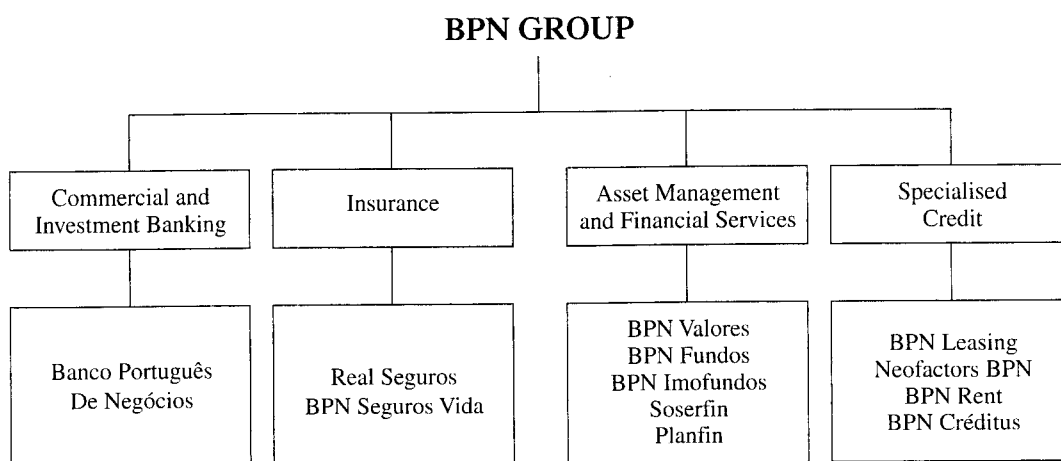 BPN GROUP
Commercial and
Investment Banking
Insurance
Asset Management
and Financial Services
Specialised
Credit
Banco Português
De Negócios
Real Seguros
BPN Seguros Vida
BPN Valores
BPN Fundos
BPN Imofundos
Soserfin
Planfin
BPN Leasing
Neofactors BPN
BPN Rent
BPN Créditus